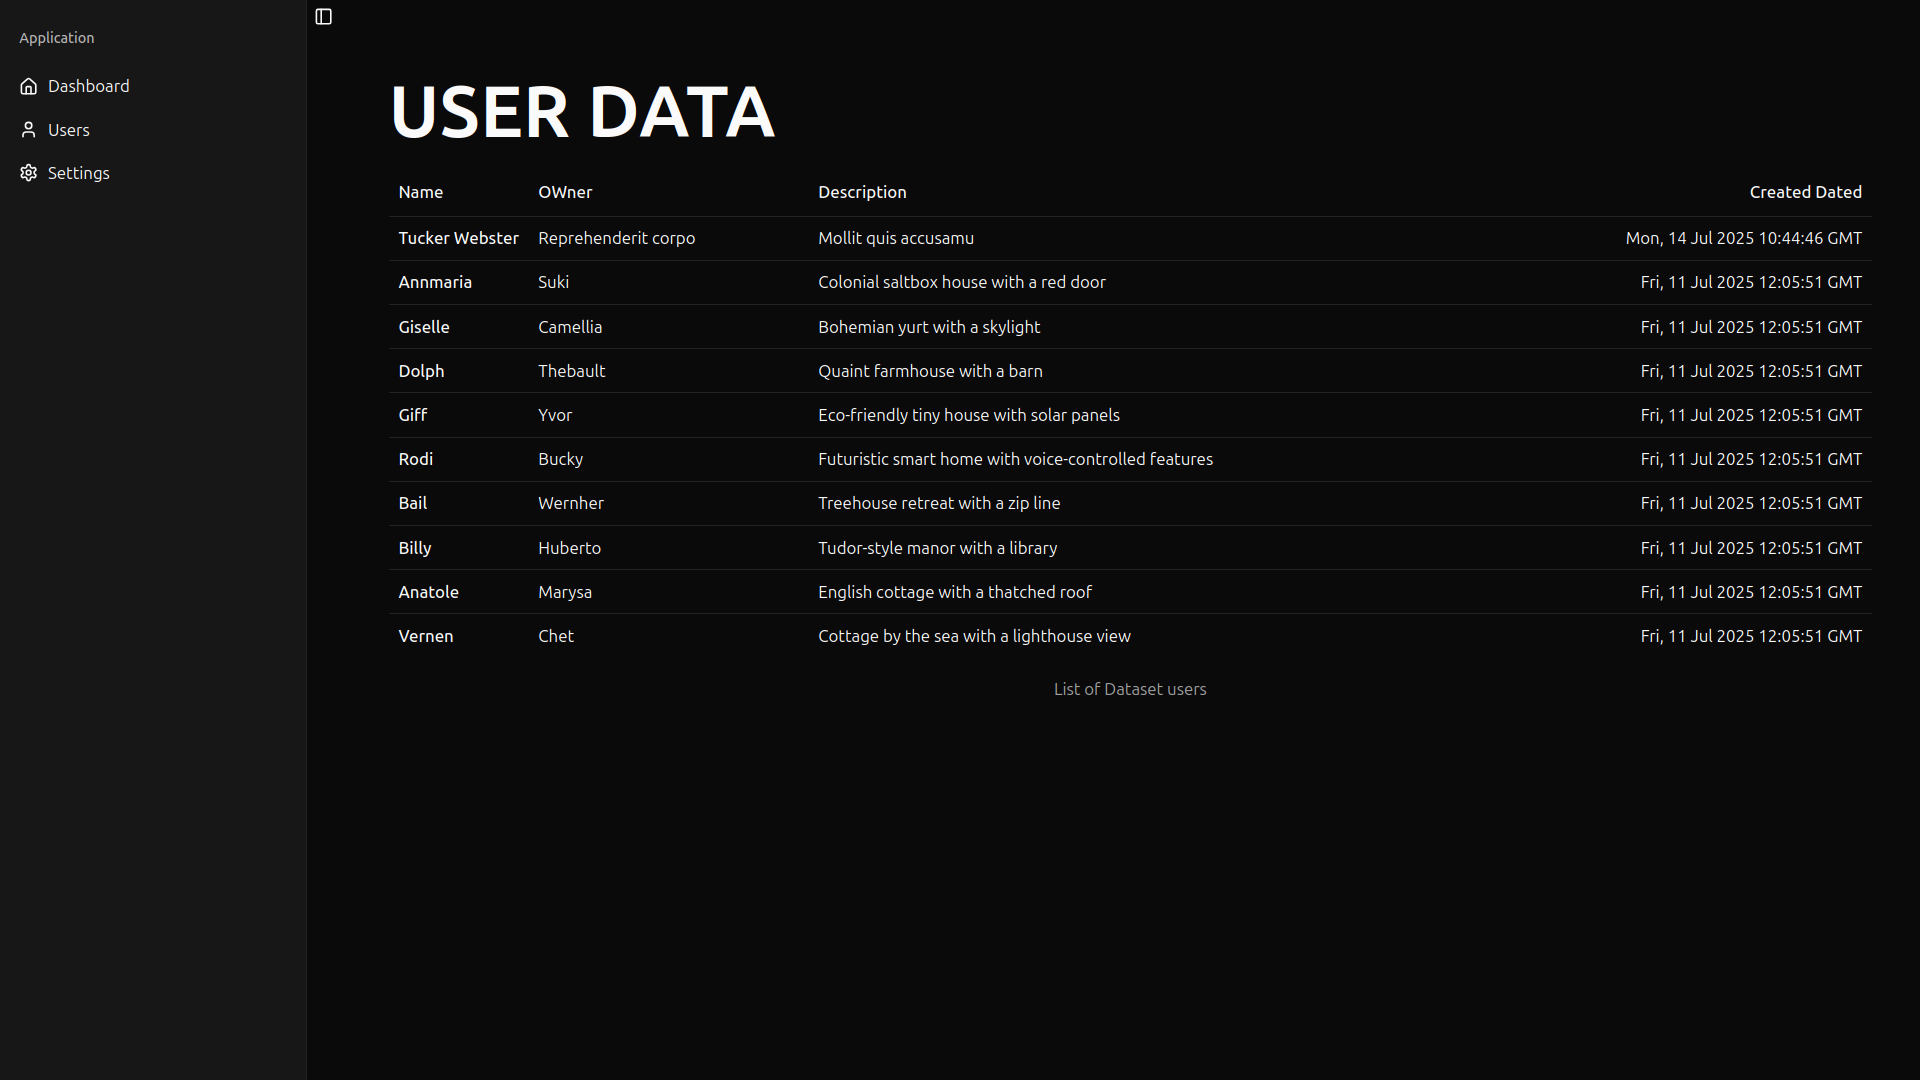 Application
Dashboard
Users
Settings
USER DATA
Name OWner Description Created Dated
Tucker Webster Reprehenderit corpo Mollit quis accusamu Mon, 14 Jul 2025 10:44:46 GMT
Annmaria Suki Colonial saltbox house with a red door Fri, 11 Jul 2025 12:05:51 GMT
Giselle Camellia Bohemian yurt with a skylight Fri, 11 Jul 2025 12:05:51 GMT
Dolph Thebault Quaint farmhouse with a barn Fri, 11 Jul 2025 12:05:51 GMT
Giff Yvor Eco-friendly tiny house with solar panels Fri, 11 Jul 2025 12:05:51 GMT
Rodi Bucky Futuristic smart home with voice-controlled features Fri, 11 Jul 2025 12:05:51 GMT
Bail Wernher Treehouse retreat with a zip line Fri, 11 Jul 2025 12:05:51 GMT
Billy Huberto Tudor-style manor with a library Fri, 11 Jul 2025 12:05:51 GMT
Anatole Marysa English cottage with a thatched roof Fri, 11 Jul 2025 12:05:51 GMT
Vernen Chet Cottage by the sea with a lighthouse view Fri, 11 Jul 2025 12:05:51 GMT
List of Dataset users